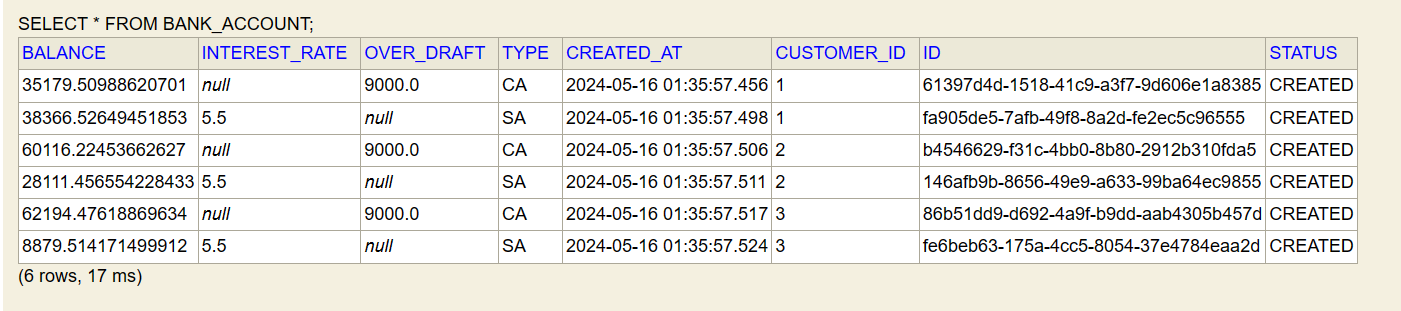 SELECT * FROM BANK_ACCOUNT;
BALANCE INTEREST_RATE OVER_DRAFT TYPE CREATED_AT CUSTOMER_ID ID STATUS
35179.50988620701 null 9000.0 CA 2024-05-16 01:35:57.456 1 61397d4d-1518-41c9-a3f7-9d606e1a8385 CREATED
38366.52649451853 5.5 null SA 2024-05-16 01:35:57.498 1 fa905de5-7afb-49f8-8a2d-fe2ec5c96555 CREATED
60116.22453662627 null 9000.0 CA 2024-05-16 01:35:57.506 2 b4546629-f31c-4bb0-8b80-2912b310fda5 CREATED
28111.456554228433 5.5 null SA 2024-05-16 01:35:57.511 2 146afb9b-8656-49e9-a633-99ba64ec9855 CREATED
62194.47618869634 null 9000.0 CA 2024-05-16 01:35:57.517 3 86b51dd9-d692-4a9f-b9dd-aab4305b457d CREATED
8879.514171499912 5.5 null SA 2024-05-16 01:35:57.524 3 fe6beb63-175a-4cc5-8054-37e4784eaa2d CREATED
(6 rows, 17 ms)